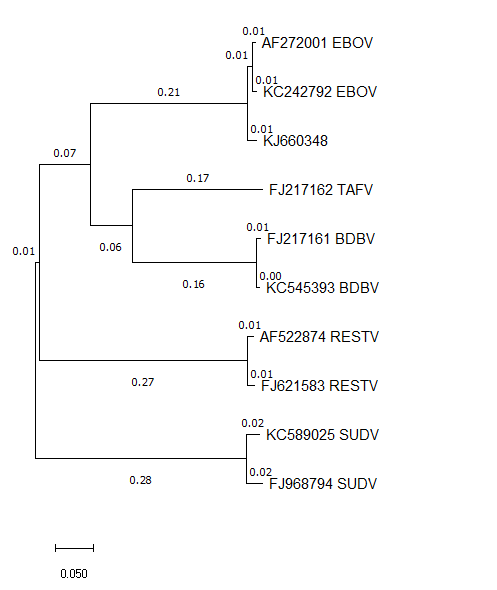 0.01
AF272001 EBOV
0.01
0.01
KC242792 EBOV
0.21
0.01
KJ660348
0.07
0.17
FJ217162 TAFV
0.01
FJ217161 BDBV
0.06
0.01
0.00
KC545393 BDBV
0.16
0.01
AF522874 RESTV
0.01
FJ621583 RESTV
0.27
0.02
KC589025 SUDV
0.02
FJ968794 SUDV
0.28
0.050